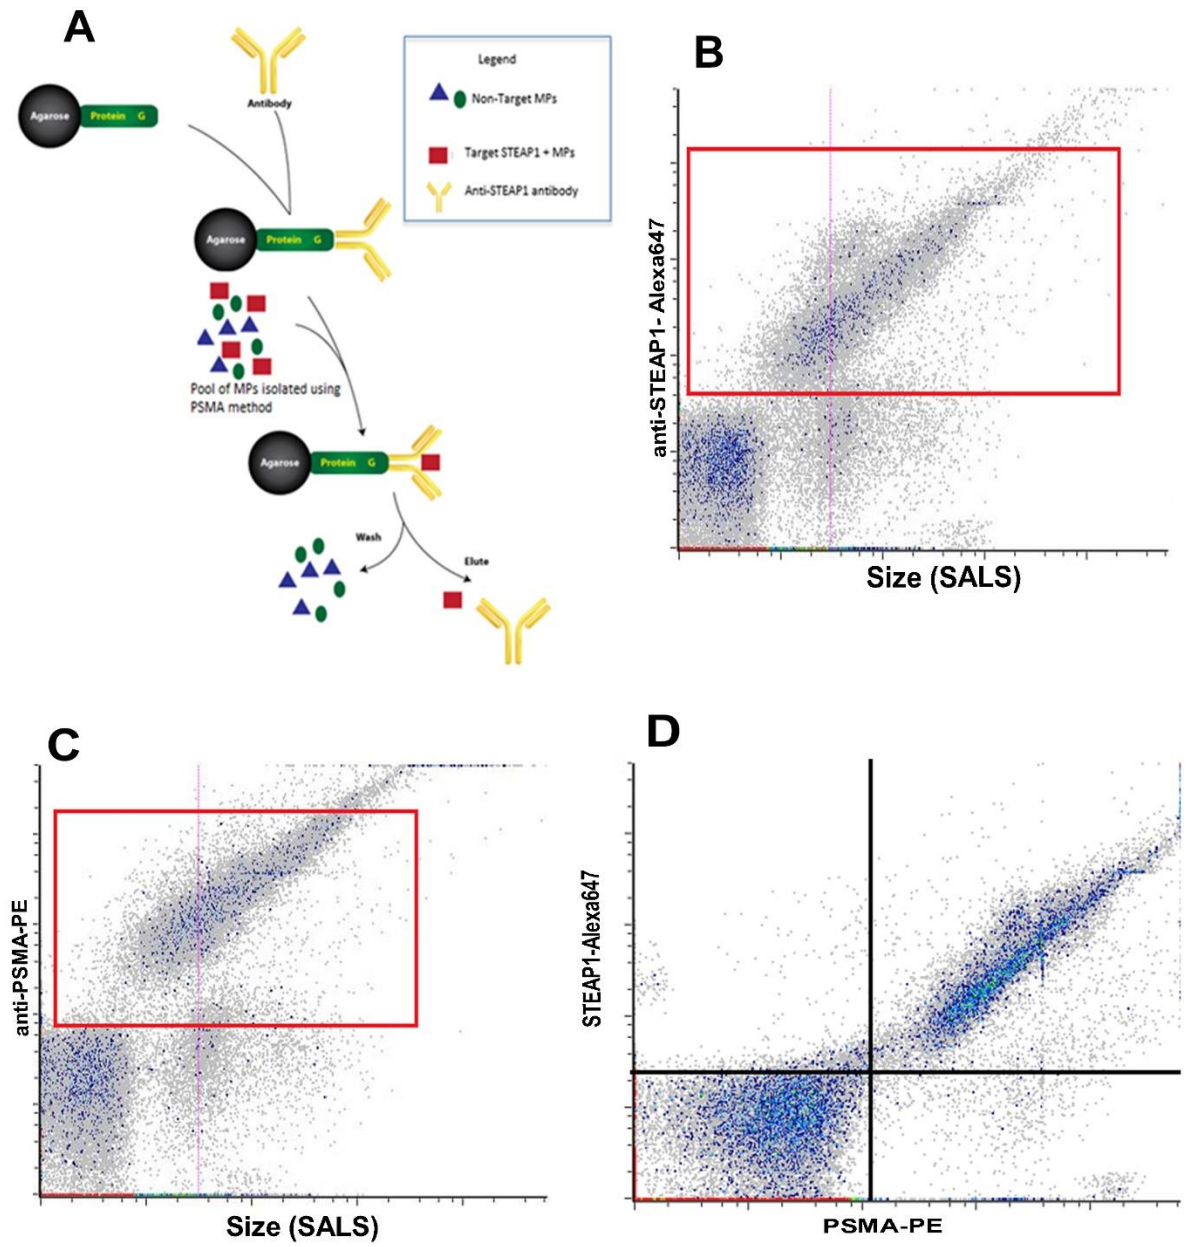 A
Agarose
Protein G
Antibody
Legend
Non-Target MPs
Target STEAP1 + MPs
Anti-STEAP1 antibody
Agarose
Protein G
Pool of MPs isolated using
PSMA method
Agarose
Protein G
Wash
Elute
B
anti-STEAP1- Alexa647
Size (SALS)
C
anti-PSMA-PE
Size (SALS)
D
STEAP1-Alexa647
PSMA-PE